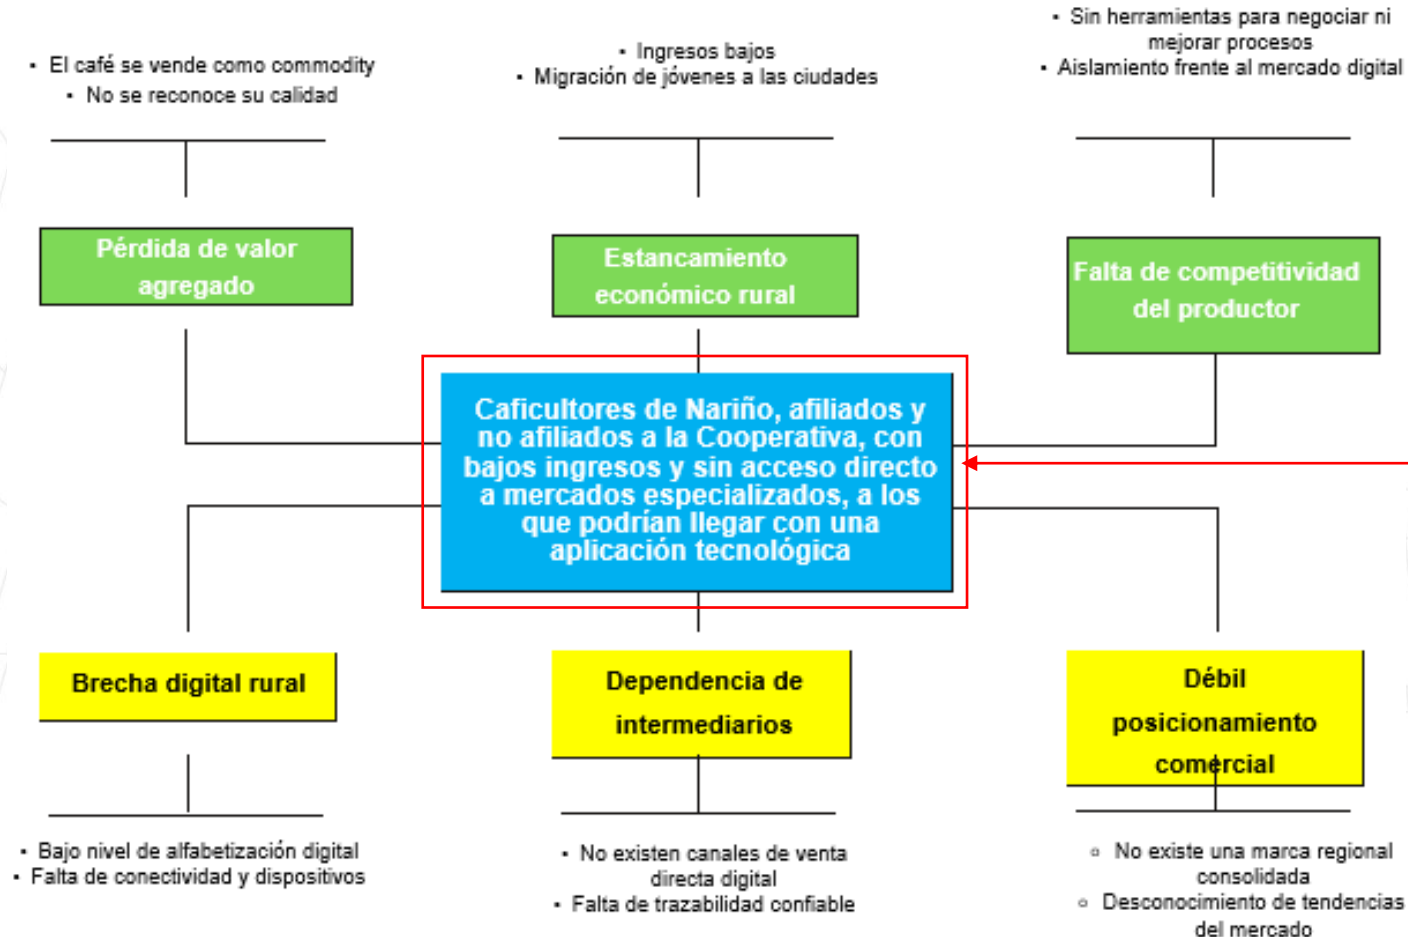 ▪ El café se vende como commodity
▪ No se reconoce su calidad
▪ Ingresos bajos
▪ Migración de jóvenes a las ciudades
▪ Sin herramientas para negociar ni
mejorar procesos
▪ Aislamiento frente al mercado digital
Pérdida de valor
agregado
Estancamiento
económico rural
Falta de competitividad
del productor
Caficultores de Nariño, afiliados y
no afiliados a la Cooperativa, con
bajos ingresos y sin acceso directo
a mercados especializados, a los
que podrían llegar con una
aplicación tecnológica
Brecha digital rural
Dependencia de
intermediarios
Débil
posicionamiento
comercial
▪ Bajo nivel de alfabetización digital
▪ Falta de conectividad y dispositivos
▪ No existen canales de venta
directa digital
▪ Falta de trazabilidad confiable
○ No existe una marca regional
consolidada
○ Desconocimiento de tendencias
del mercado